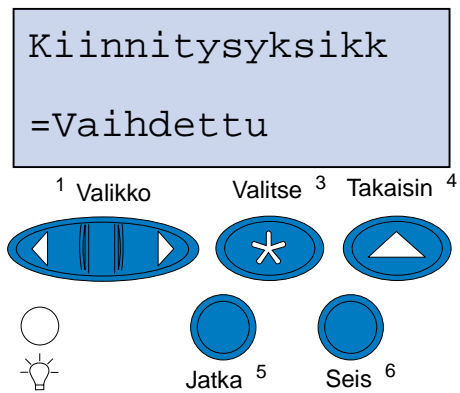 Kiinnitysyksikk
=Vaihdettu
1 Valikko
Valitse 3
Takaisin 4
Jatka 5
Seis 6